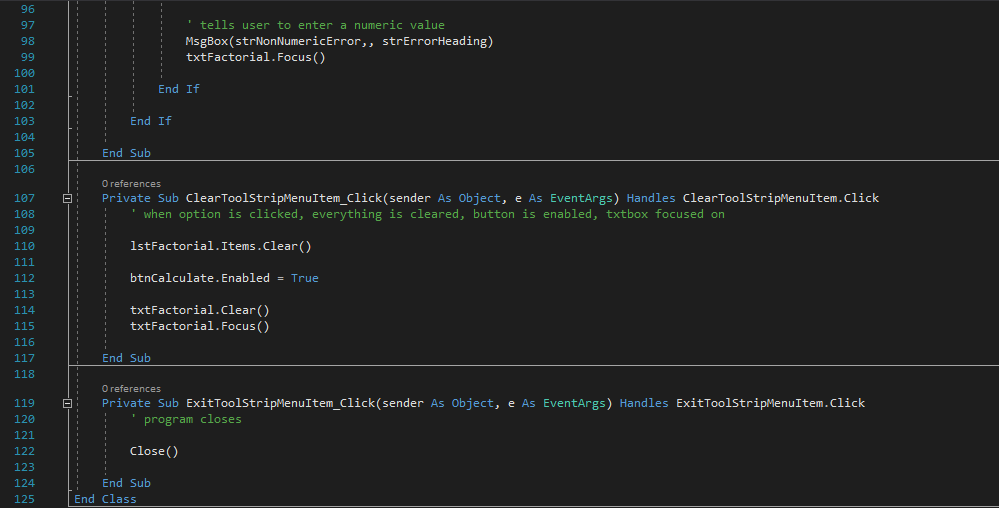 96
97 ' tells user to enter a numeric value
98 MsgBox(strNonNumericError,, strErrorHeading)
99 txtFactorial.Focus()
100
101 End If
102
103 End If
104
105 End Sub
106
0 references
107 Private Sub ClearToolStripMenuItem_Click(sender As Object, e As EventArgs) Handles ClearToolStripMenuItem.Click
108 ' when option is clicked, everything is cleared, button is enabled, txtbox focused on
109
110 lstFactorial.Items.Clear()
111
112 btnCalculate.Enabled = True
113
114 txtFactorial.Clear()
115 txtFactorial.Focus()
116
117 End Sub
118
0 references
119 Private Sub ExitToolStripMenuItem_Click(sender As Object, e As EventArgs) Handles ExitToolStripMenuItem.Click
120 ' program closes
121
122 Close()
123
124 End Sub
125 End Class